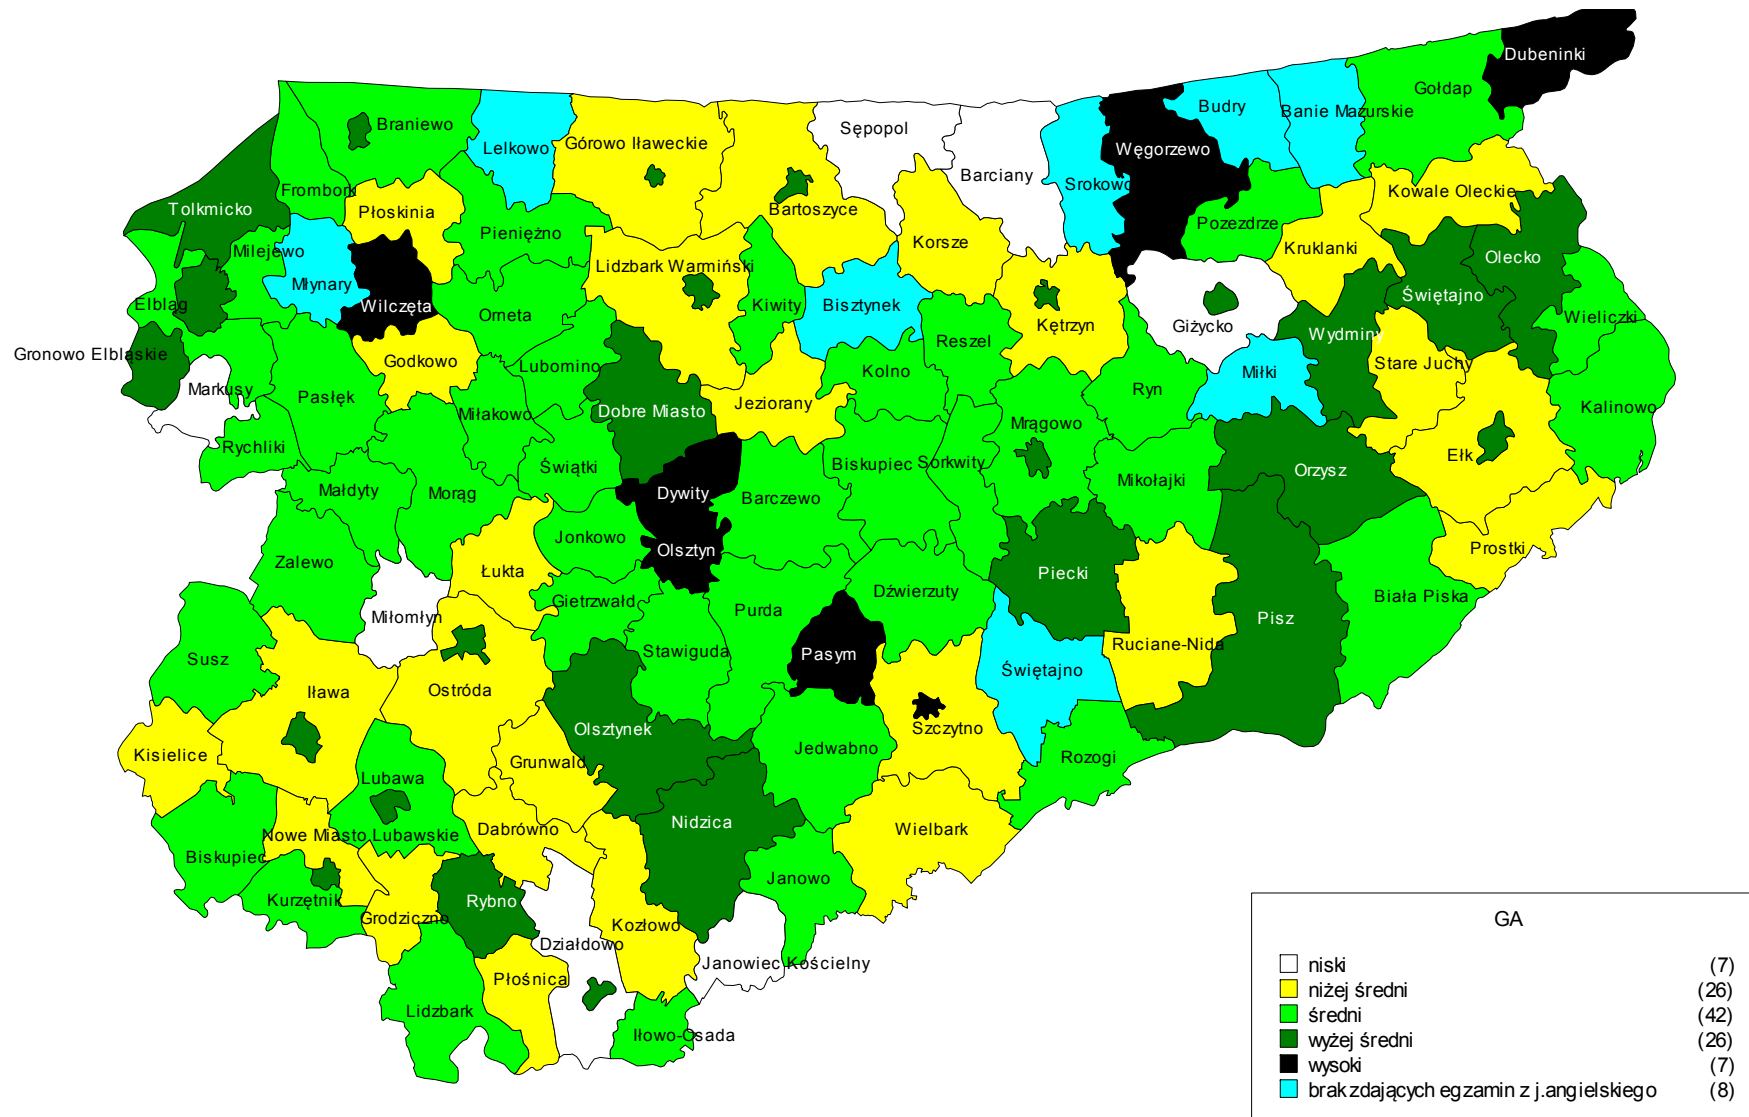 Dubeninki
Gołdap
Budry
Banie Mazurskie
Braniewo
Sępopol
Lelkowo
Górowo Iławeckie
Węgorzewo
Barciany
Srokowo
Frombork
Kowale Oleckie
Tolkmicko
Płoskinia
Bartoszyce
Pozezdrze
Pieniężno
Korsze
Kruklanki
Milejewo
Olecko
Lidzbark Warmiński
Młynary
Świętajno
Elbląg
Wilczęta
Kiwity
Bisztynek
Orneta
Kętrzyn
Giżycko
Wieliczki
Wydminy
Reszel
Gronowo Elbląskie
Godkowo
Stare Juchy
Lubomino
Kolno
Miłki
Markusy
Ryn
Pasłęk
Jeziorany
Kalinowo
Miłakowo
Dobre Miasto
Mrągowo
Rychliki
Ełk
Świątki
Biskupiec
Sorkwity
Orzysz
Mikołajki
Małdyty
Morąg
Dywity
Barczewo
Jonkowo
Olsztyn
Prostki
Zalewo
Łukta
Piecki
Dźwierzuty
Biała Piska
Gietrzwałd
Purda
Miłomłyn
Pisz
Ruciane-Nida
Stawiguda
Pasym
Susz
Świętajno
Iława
Ostróda
Olsztynek
Szczytno
Jedwabno
Kisielice
Grunwald
Rozogi
Lubawa
Nidzica
Dabrówno
Wielbark
Nowe Miasto Lubawskie
Biskupiec
Janowo
Kurzętnik
Rybno
Grodziczno
Kozłowo
Działdowo
Janowiec Kościelny
Płośnica
Lidzbark
Iłowo-Osada
GA
niski (7)
niżej średni (26)
średni (42)
wyżej średni (26)
wysoki (7)
brak zdających egzamin z j.angielskiego (8)